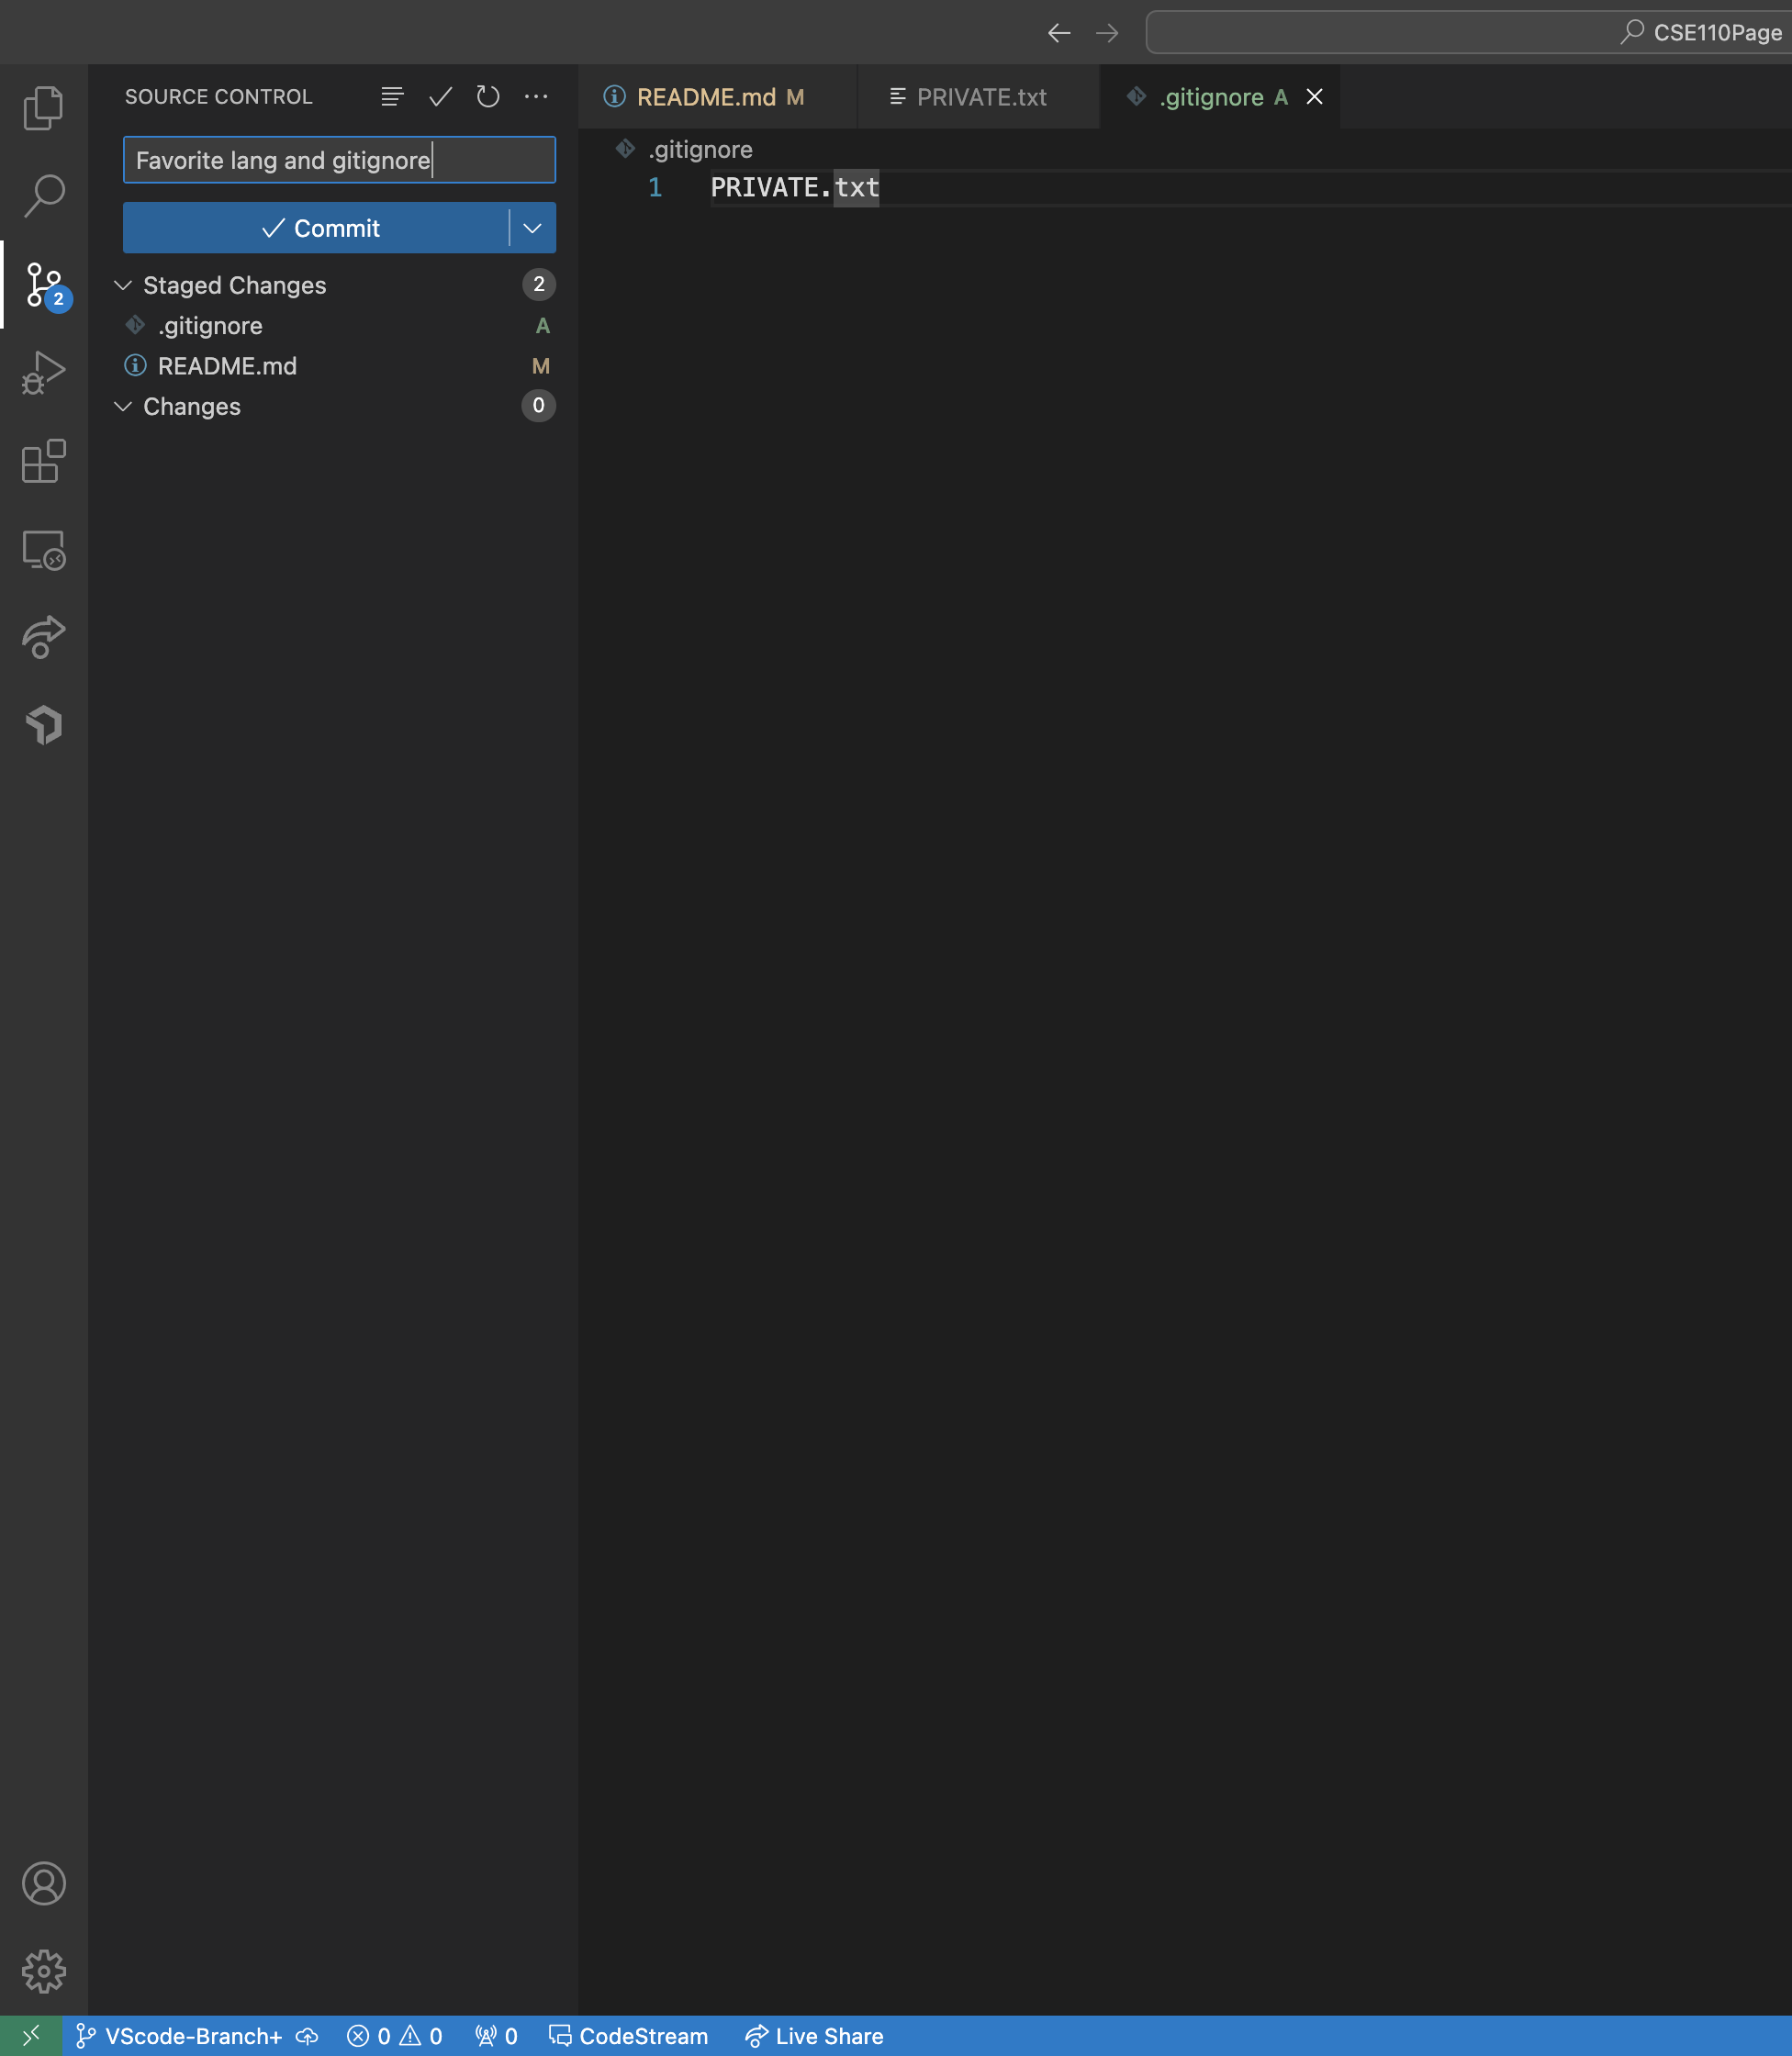 CSE110Page
SOURCE CONTROL
README.md M
PRIVATE.txt
.gitignore A
Favorite lang and gitignore
.gitignore
1 PRIVATE.txt
Commit
Staged Changes 2
.gitignore A
2
README.md M
Changes 0
VScode-Branch+ 0 0 0 CodeStream Live Share